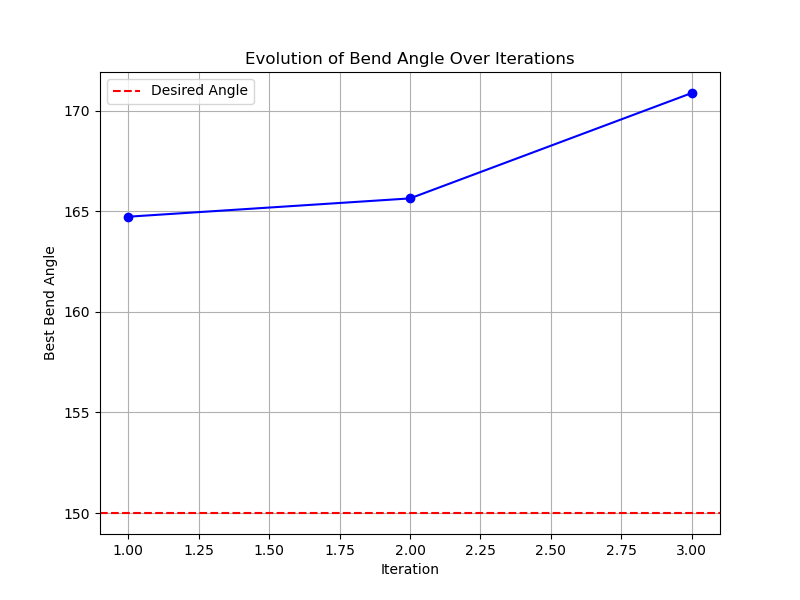 Evolution of Bend Angle Over Iterations
Desired Angle
170
165
160
155
150
Best Bend Angle
1.00 1.25 1.50 1.75 2.00 2.25 2.50 2.75 3.00
Iteration